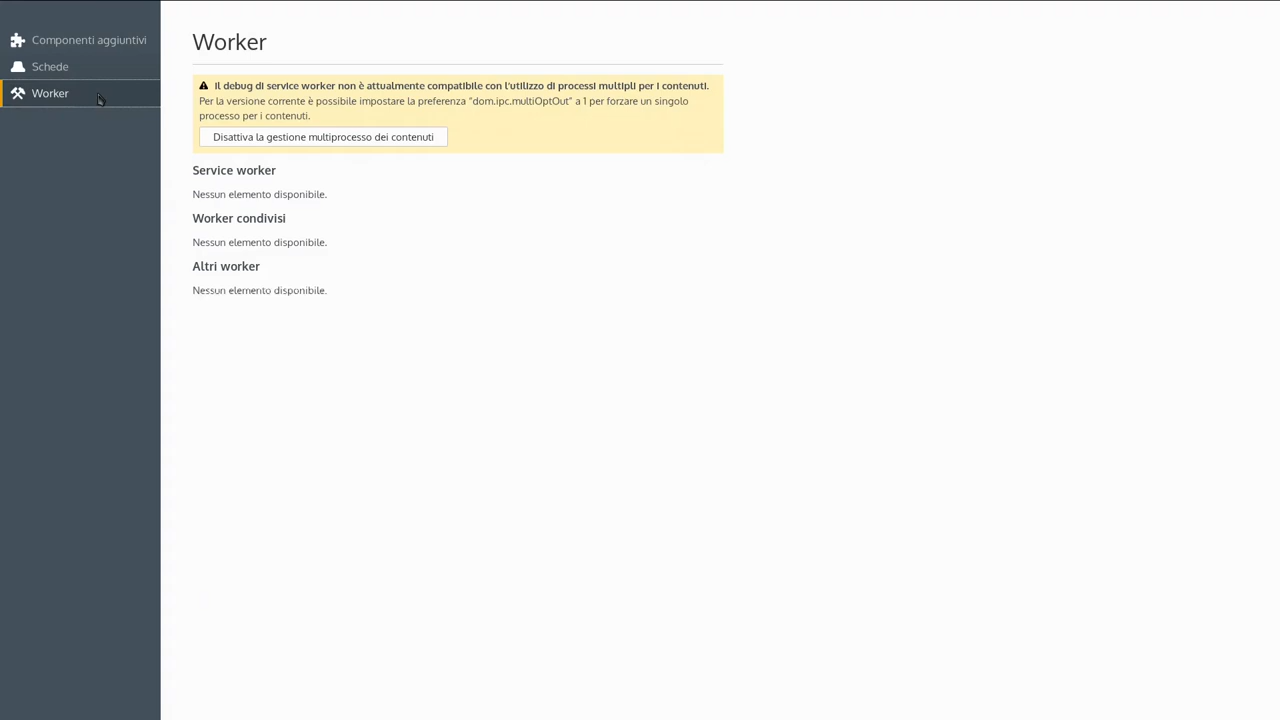 Componenti aggiuntivi
Schede
Worker
Worker
Il debug di service worker non è attualmente compatibile con l'utilizzo di processi multipli per i contenuti.
Per la versione corrente è possibile impostare la preferenza "dom.ipc.multiOptOut" a 1 per forzare un singolo
processo per i contenuti.
Disattiva la gestione multiprocesso dei contenuti
Service worker
Nessun elemento disponibile.
Worker condivisi
Nessun elemento disponibile.
Altri worker
Nessun elemento disponibile.